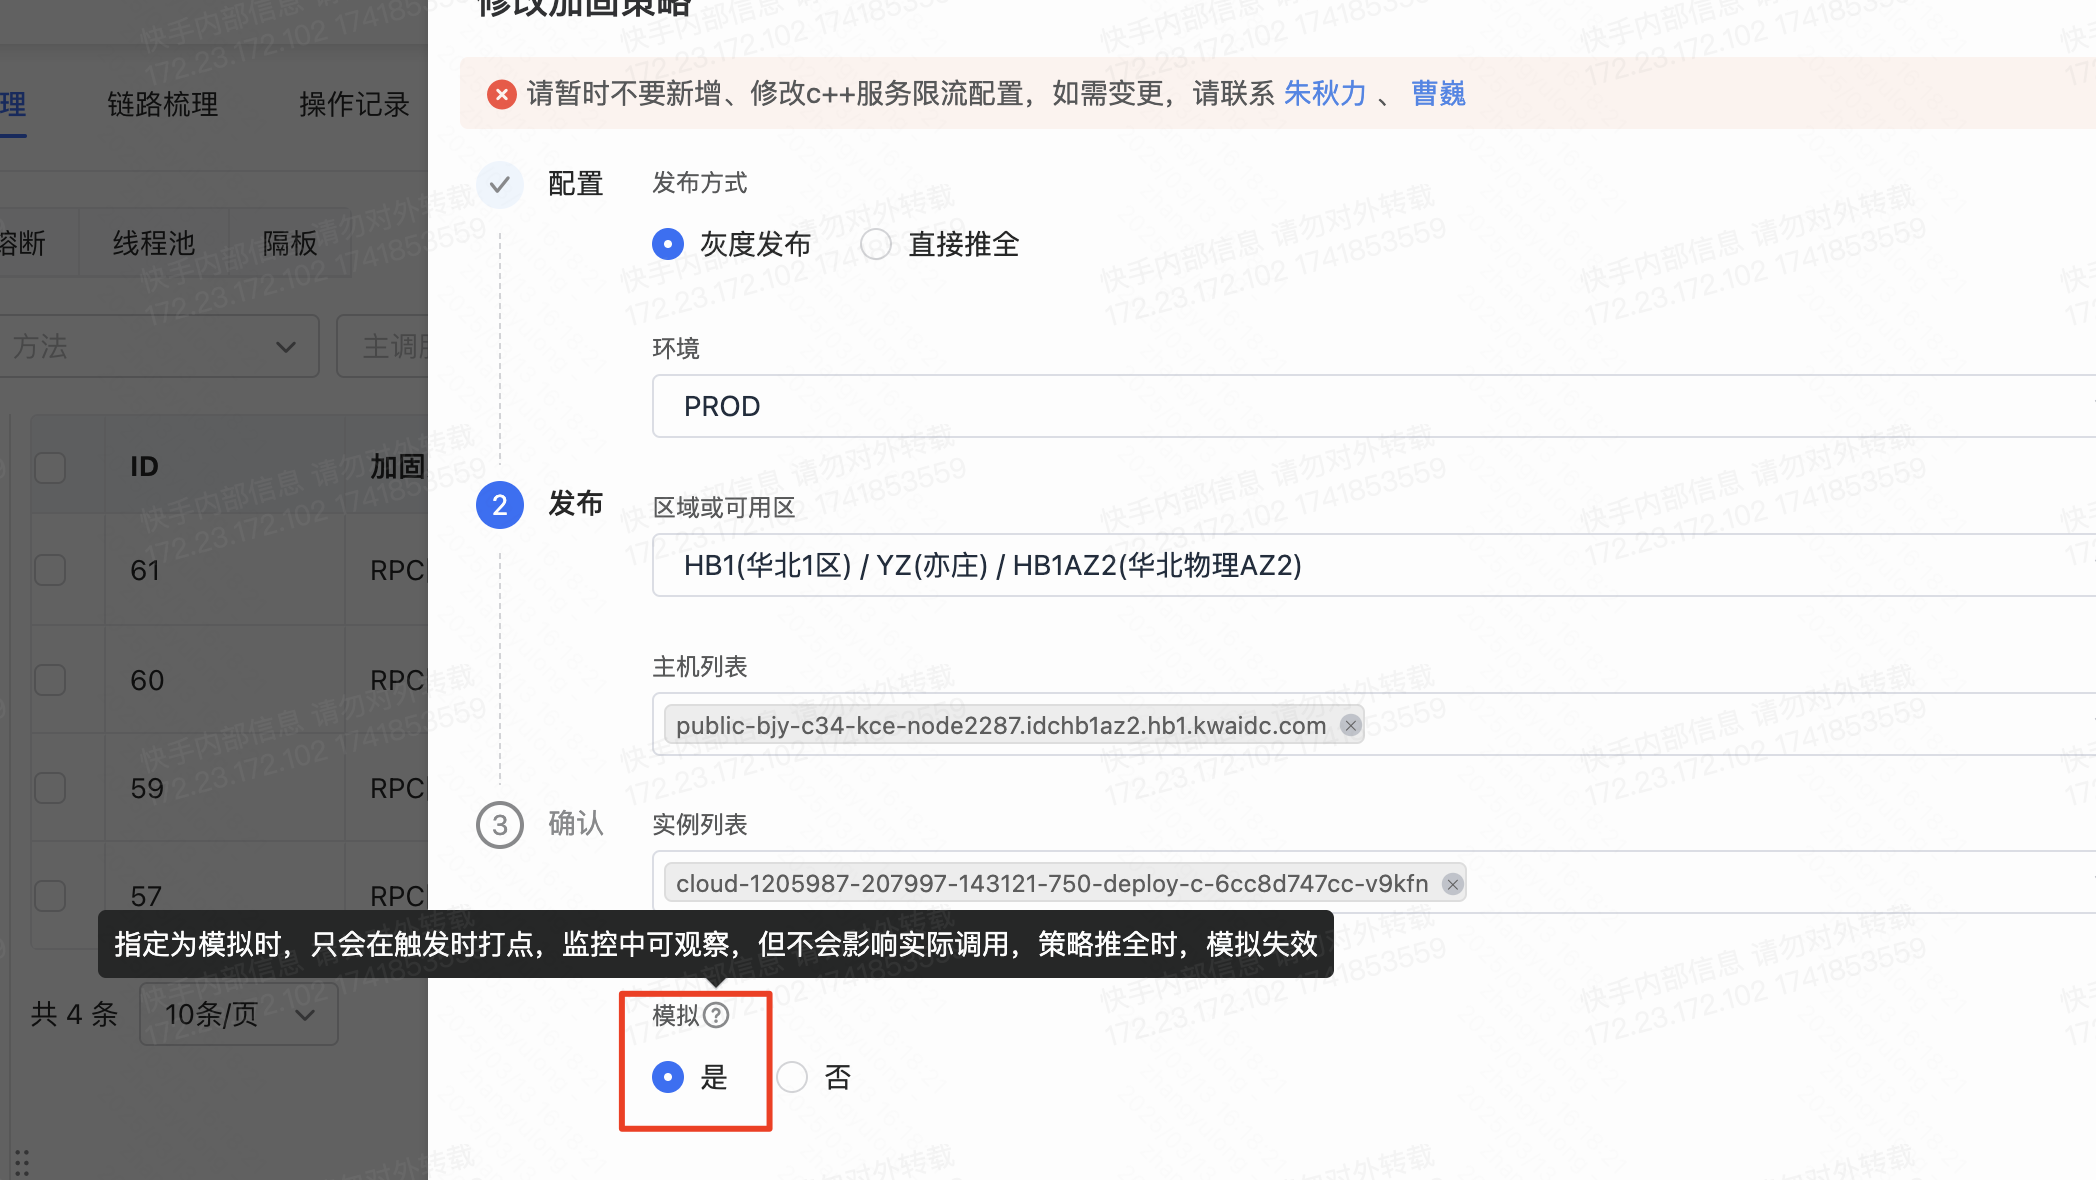 修改加固策略
请暂时不要新增、修改c++服务限流配置，如需变更，请联系 朱秋力 、 曹巍
理 链路梳理 操作记录
熔断 线程池 隔板
方法 主调
ID 加固
61 RPC
60 RPC
59 RPC
57 RPC
共 4 条 10条/页
配置
2 发布
3 确认
发布方式
灰度发布 直接推全
环境
PROD
区域或可用区
HB1(华北1区) / YZ(亦庄) / HB1AZ2(华北物理AZ2)
主机列表
public-bjy-c34-kce-node2287.idchb1az2.hb1.kwaidc.com
实例列表
cloud-1205987-207997-143121-750-deploy-c-6cc8d747cc-v9kfn
指定为模拟时，只会在触发时打点，监控中可观察，但不会影响实际调用，策略推全时，模拟失效
模拟?
是 否
快手内部信息 请勿对外转载
172.23.172.102 1741853559